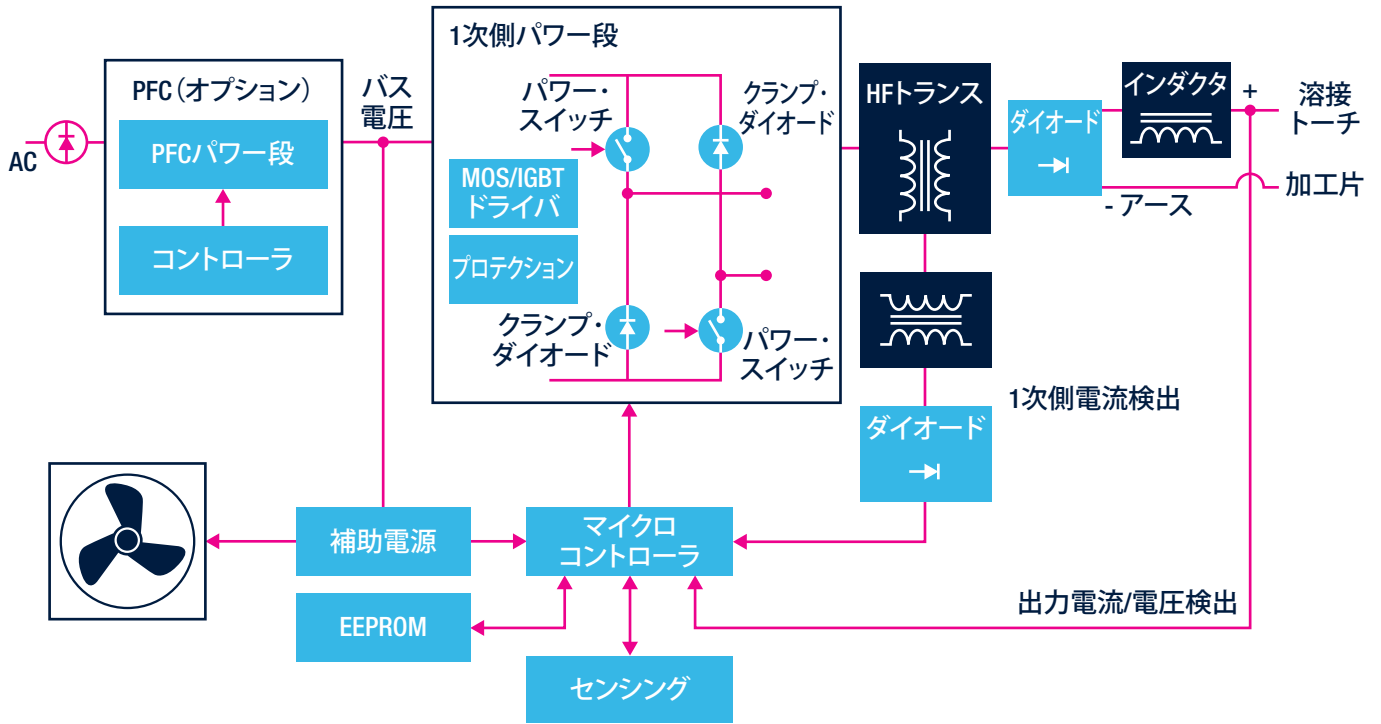 AC
PFC（オプション）
PFCパワー段
コントローラ
バス
電圧
1次側パワー段
パワー・
スイッチ
クランプ・
ダイオード
MOS/IGBT
ドライバ
プロテクション
クランプ・
ダイオード
パワー・
スイッチ
HFトランス
ダイオード
インダクタ
+
溶接
トーチ
- アース
加工片
1次側電流検出
ダイオード
補助電源
マイクロ
コントローラ
EEPROM
センシング
出力電流/電圧検出